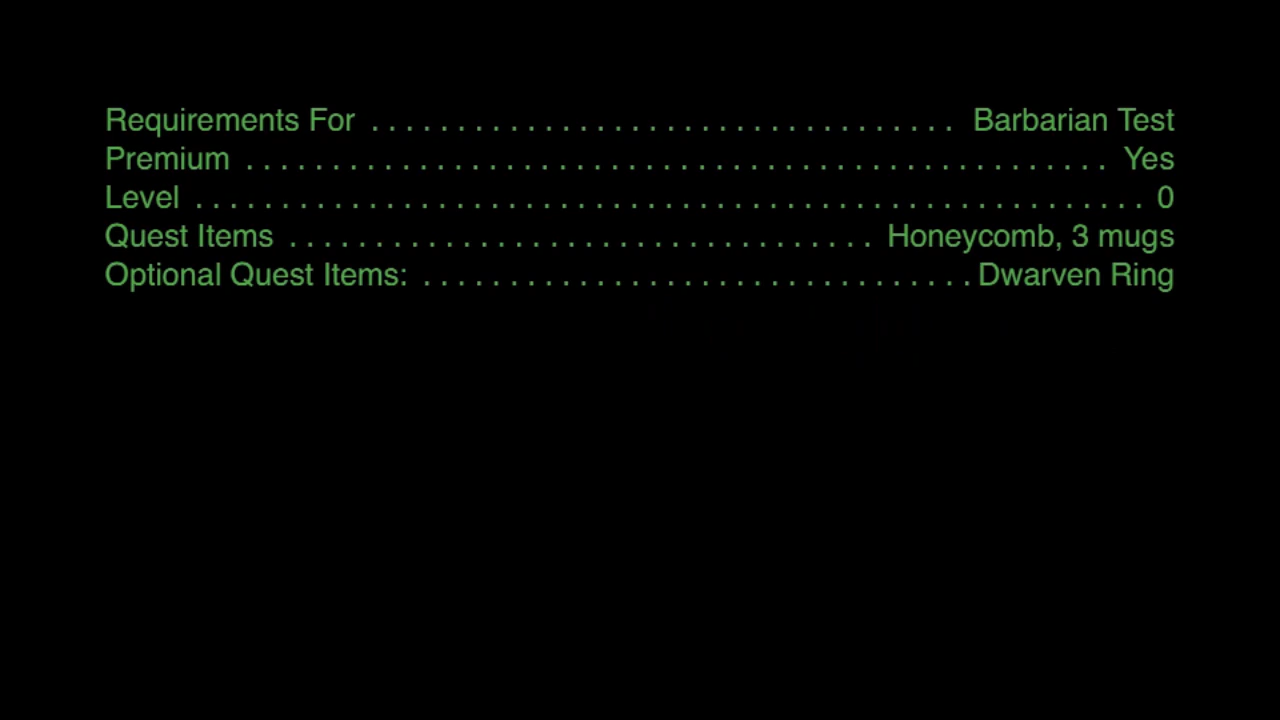 Requirements For . . . . . . . . . . . . . . . . . . . . . . . . . . . . . . . . . . Barbarian Test
Premium . . . . . . . . . . . . . . . . . . . . . . . . . . . . . . . . . . . . . . . . . . . . . . . . . . Yes
Level . . . . . . . . . . . . . . . . . . . . . . . . . . . . . . . . . . . . . . . . . . . . . . . . . . . . . . . 0
Quest Items . . . . . . . . . . . . . . . . . . . . . . . . . . . . . . . . . . Honeycomb, 3 mugs
Optional Quest Items: . . . . . . . . . . . . . . . . . . . . . . . . . . . . . . . . Dwarven Ring